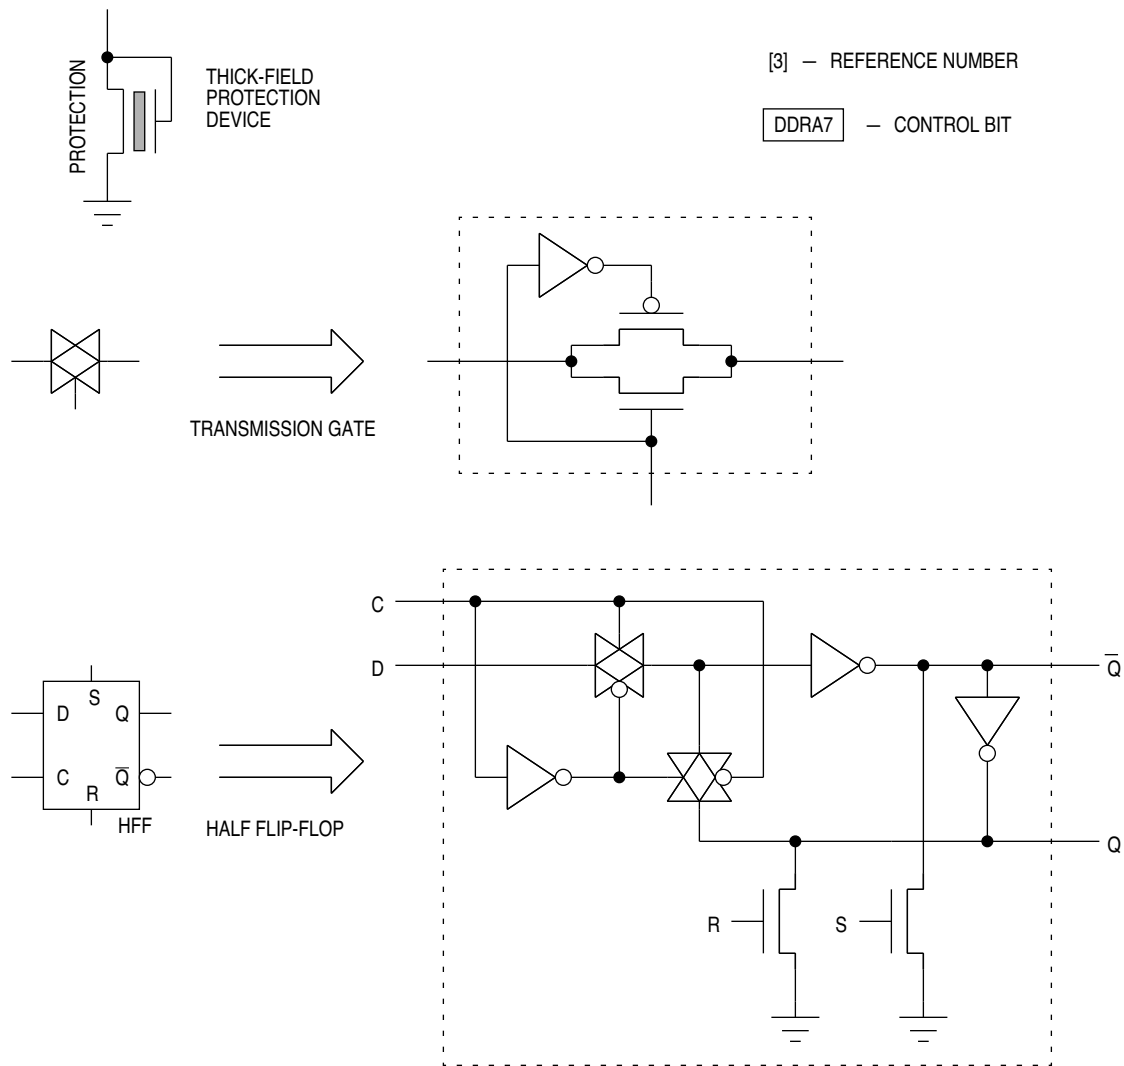 PROTECTION
THICK-FIELD
PROTECTION
DEVICE
[3] – REFERENCE NUMBER
DDRA7 – CONTROL BIT
TRANSMISSION GATE
C
D
Q̅
S
D Q
C Q̅
R
HFF
HALF FLIP-FLOP
Q
R S